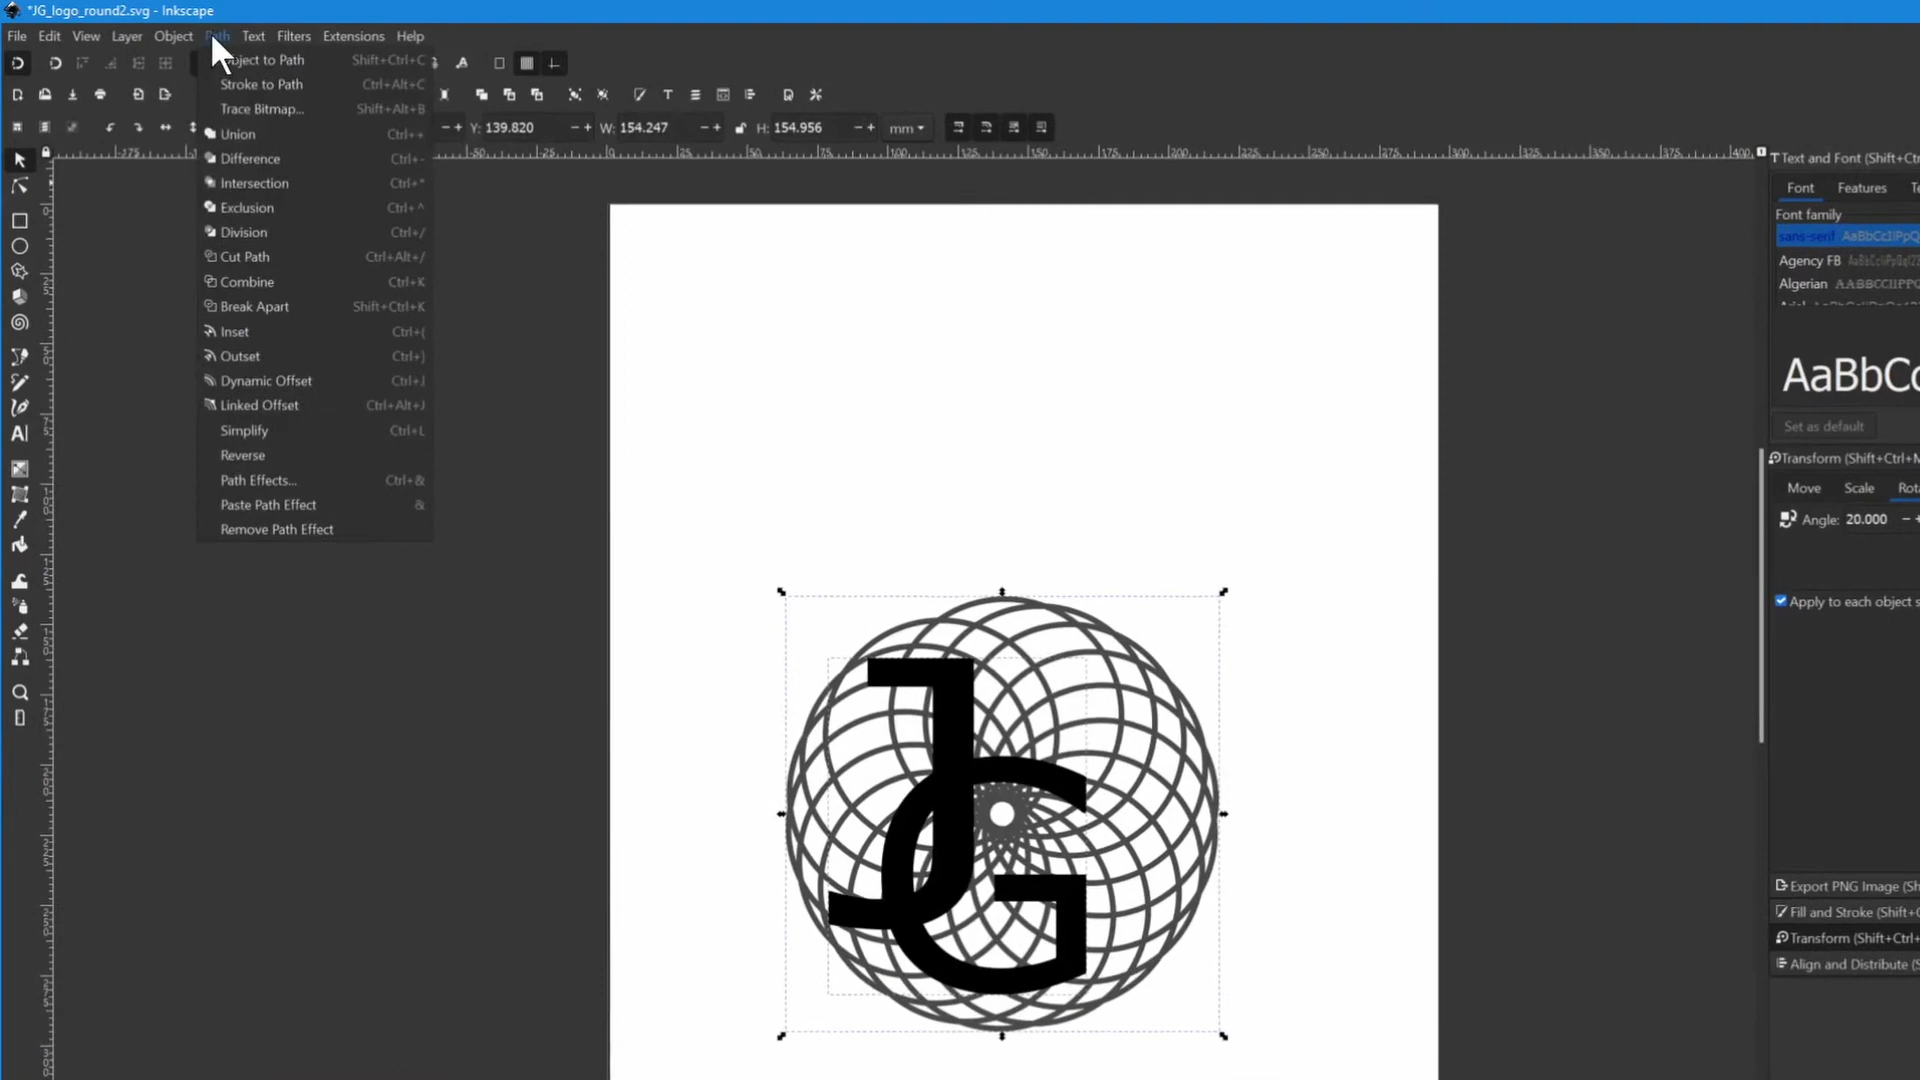 *JG_logo_round2.svg - Inkscape
File Edit View Layer Object Path Text Filters Extensions Help
Object to Path Shift+Ctrl+C
Stroke to Path Ctrl+Alt+C
Trace Bitmap... Shift+Alt+B
Union Ctrl++
Difference Ctrl+-
Intersection Ctrl+*
Exclusion Ctrl+^
Division Ctrl+/
Cut Path Ctrl+Alt+/
Combine Ctrl+K
Break Apart Shift+Ctrl+K
Inset Ctrl+(
Outset Ctrl+)
Dynamic Offset Ctrl+J
Linked Offset Ctrl+Alt+J
Simplify Ctrl+L
Reverse
Path Effects... Ctrl+&
Paste Path Effect &
Remove Path Effect
Y: 139.820 W: 154.247 H: 154.956 mm
JG
Text and Font (Shift+Ct
Font Features Te
Font family
sans-serif AaBbCcIiPpQ
Agency FB AaBbCcIiPpQq12
Algerian AABBCCIIPPQ
AaBbCc
Set as default
Transform (Shift+Ctrl+M
Move Scale Rota
Angle: 20.000
Apply to each object s
Export PNG Image (Sh
Fill and Stroke (Shift+C
Transform (Shift+Ctrl+
Align and Distribute (S